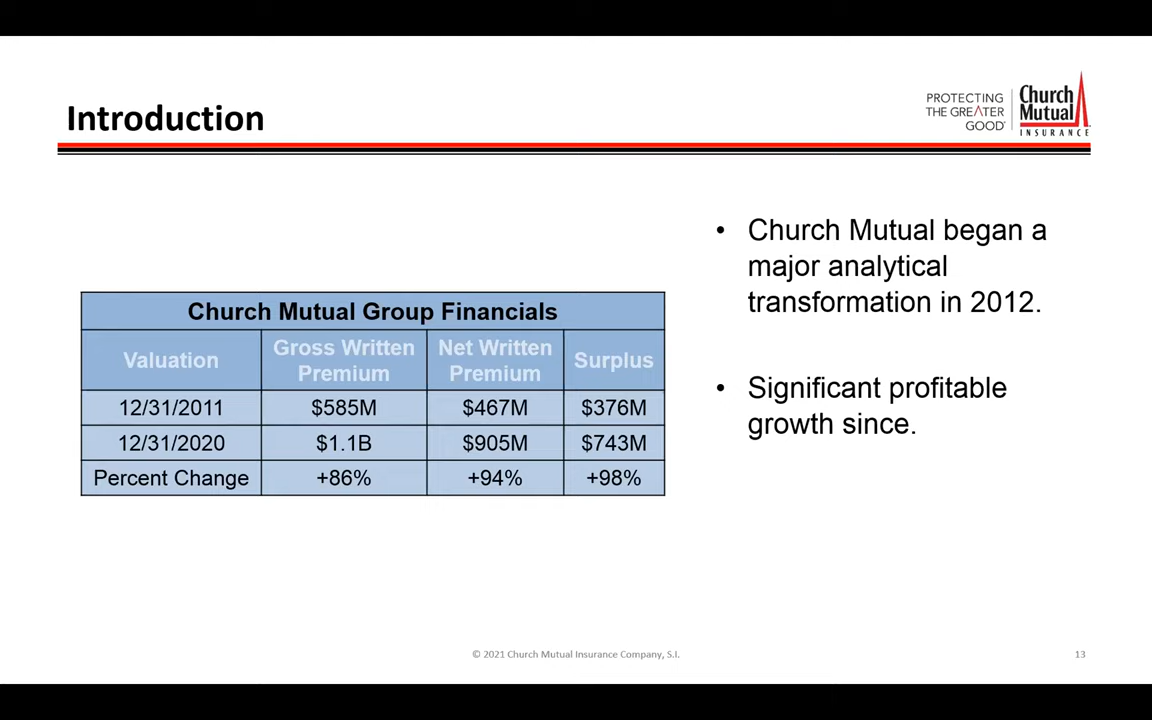 Introduction
PROTECTING
THE GREATER
GOOD
Church
Mutual
INSURANCE
Church Mutual Group Financials
Valuation Gross Written Premium Net Written Premium Surplus
12/31/2011 $585M $467M $376M
12/31/2020 $1.1B $905M $743M
Percent Change +86% +94% +98%
• Church Mutual began a
major analytical
transformation in 2012.
• Significant profitable
growth since.
© 2021 Church Mutual Insurance Company, S.I.
13